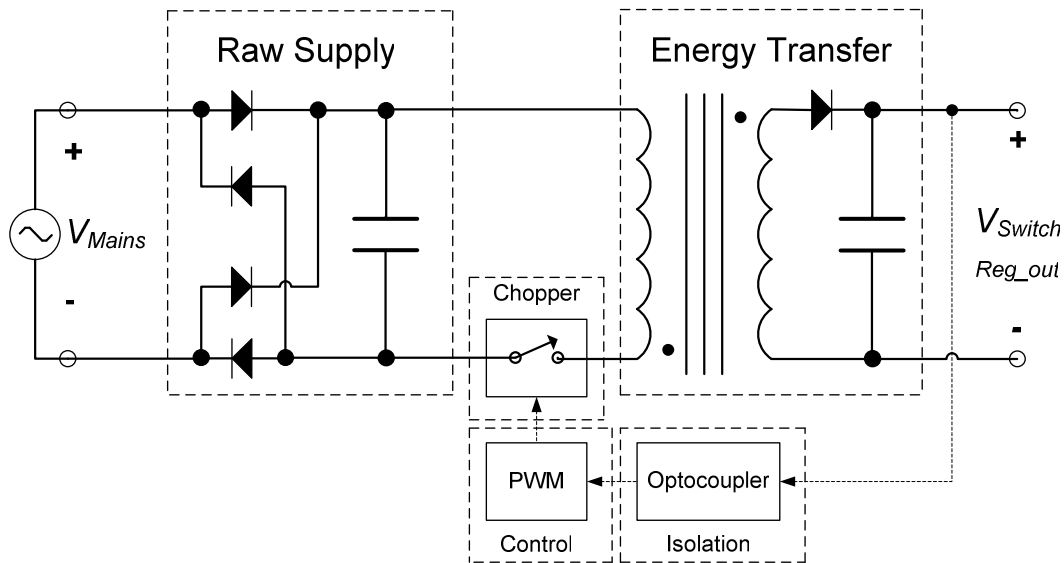 Raw Supply
Energy Transfer
+
V_Mains
-
+
V_Switch
Reg_out
-
Chopper
PWM
Optocoupler
Control
Isolation